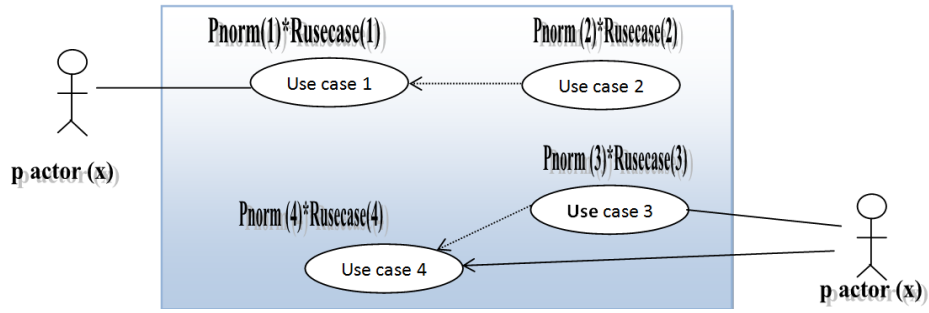 Pnorm(1)*Rusecase(1)
Pnorm (2)*Rusecase(2)
Use case 1
Use case 2
p actor (x)
Pnorm (3)*Rusecase(3)
Use case 3
Pnorm (4)*Rusecase(4)
Use case 4
p actor (x)